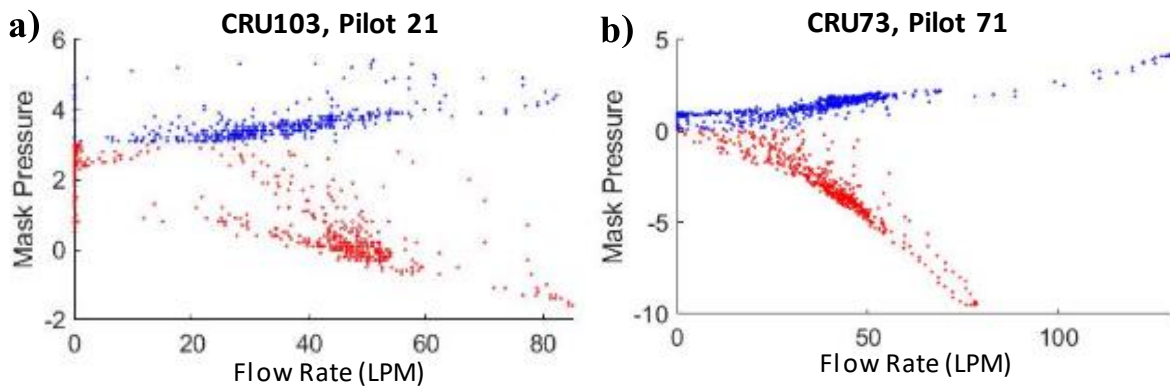 a) CRU103, Pilot 21
6
4
2
0
-2
Mask Pressure
0 20 40 60 80
Flow Rate (LPM)
b) CRU73, Pilot 71
5
0
-5
-10
Mask Pressure
0 50 100
Flow Rate (LPM)